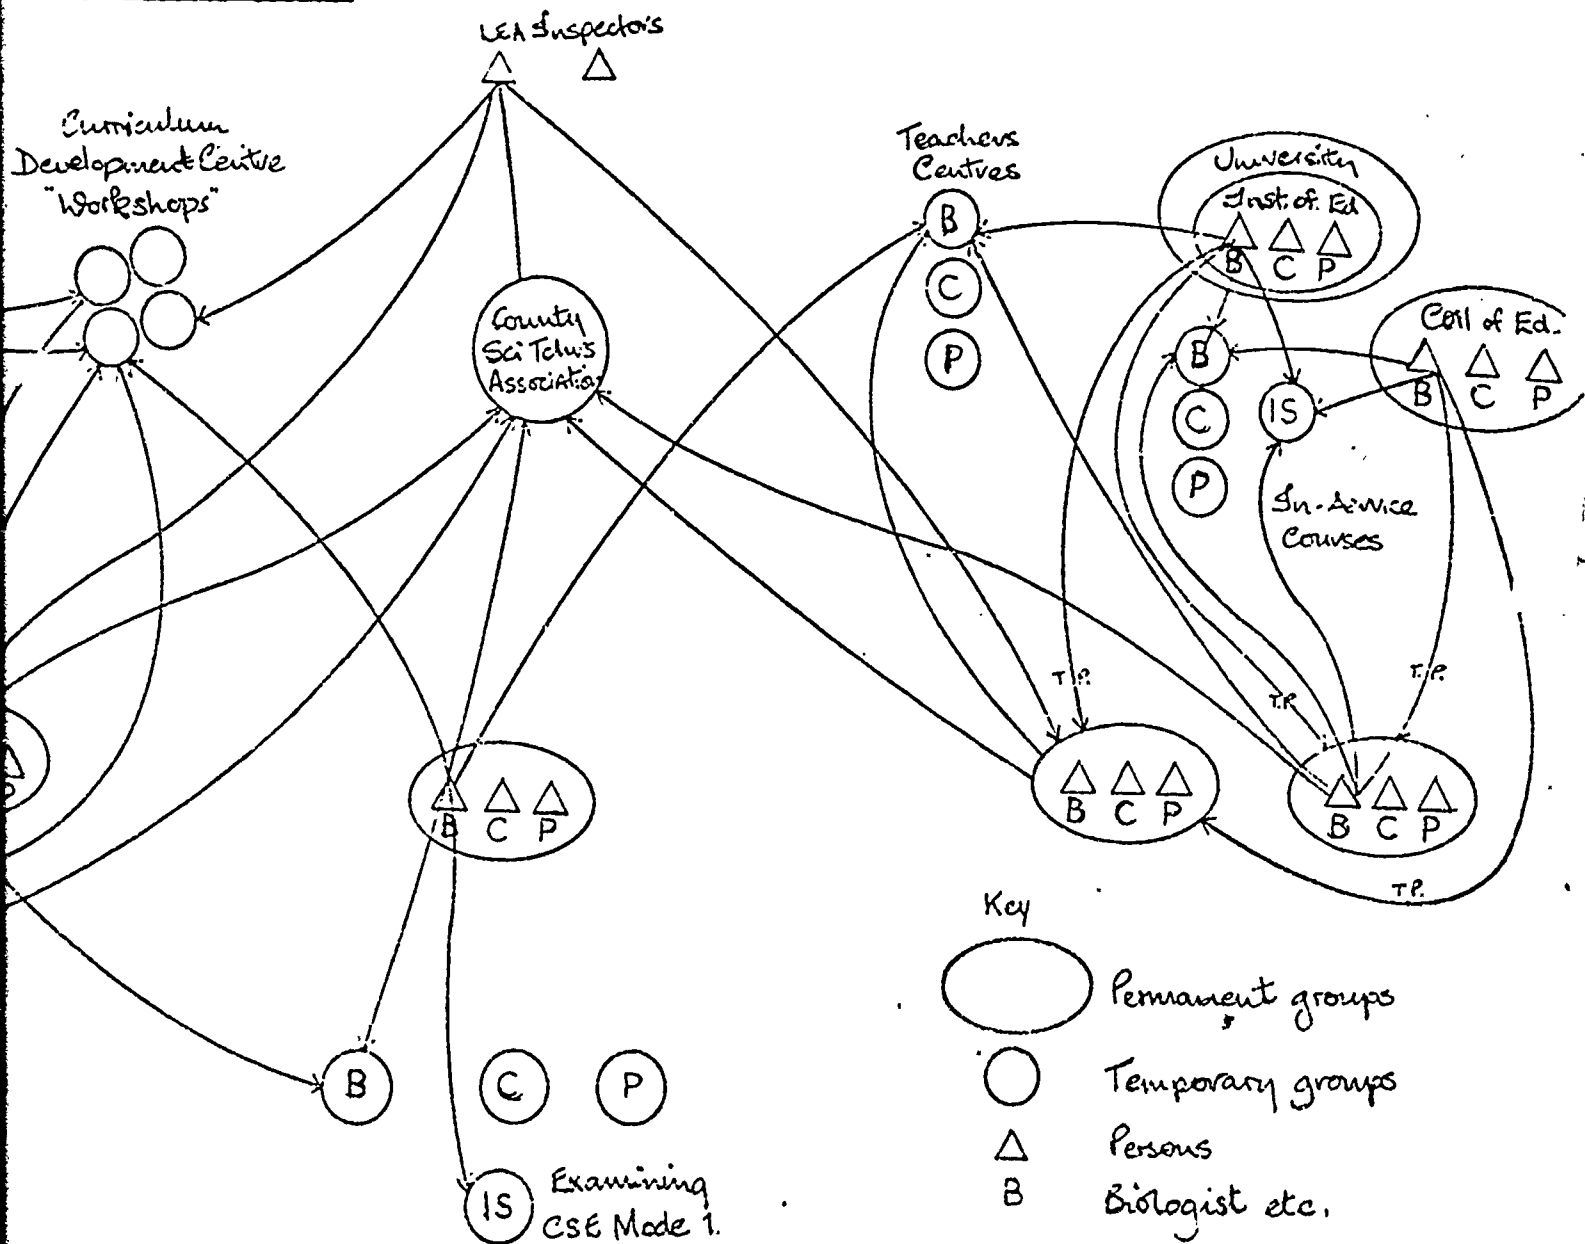 LEA Inspectors
Curriculum
Development Centre
"Workshops"
Teachers
Centres
B
C
P
University
Inst. of. Ed
B C P
Coll of Ed.
B C P
B
C
P
IS
In-Service
Courses
County
Sci Tchrs
Association
T.P.
T.P.
T.P.
T.P.
P
B C P
B C P
B C P
B
C
P
IS
Examining
CSE Mode 1.
Key
Permanent groups
Temporary groups
Persons
B Biologist etc.